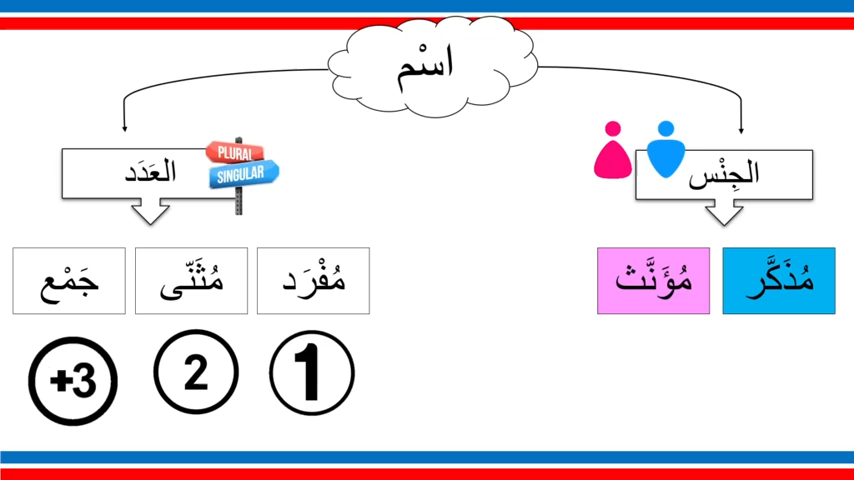 اسْم
الجِنْس
العَدَد
PLURAL
SINGULAR
مُذَكَّر
مُؤَنَّث
مُفْرَد
مُثَنّى
جَمْع
1
2
+3